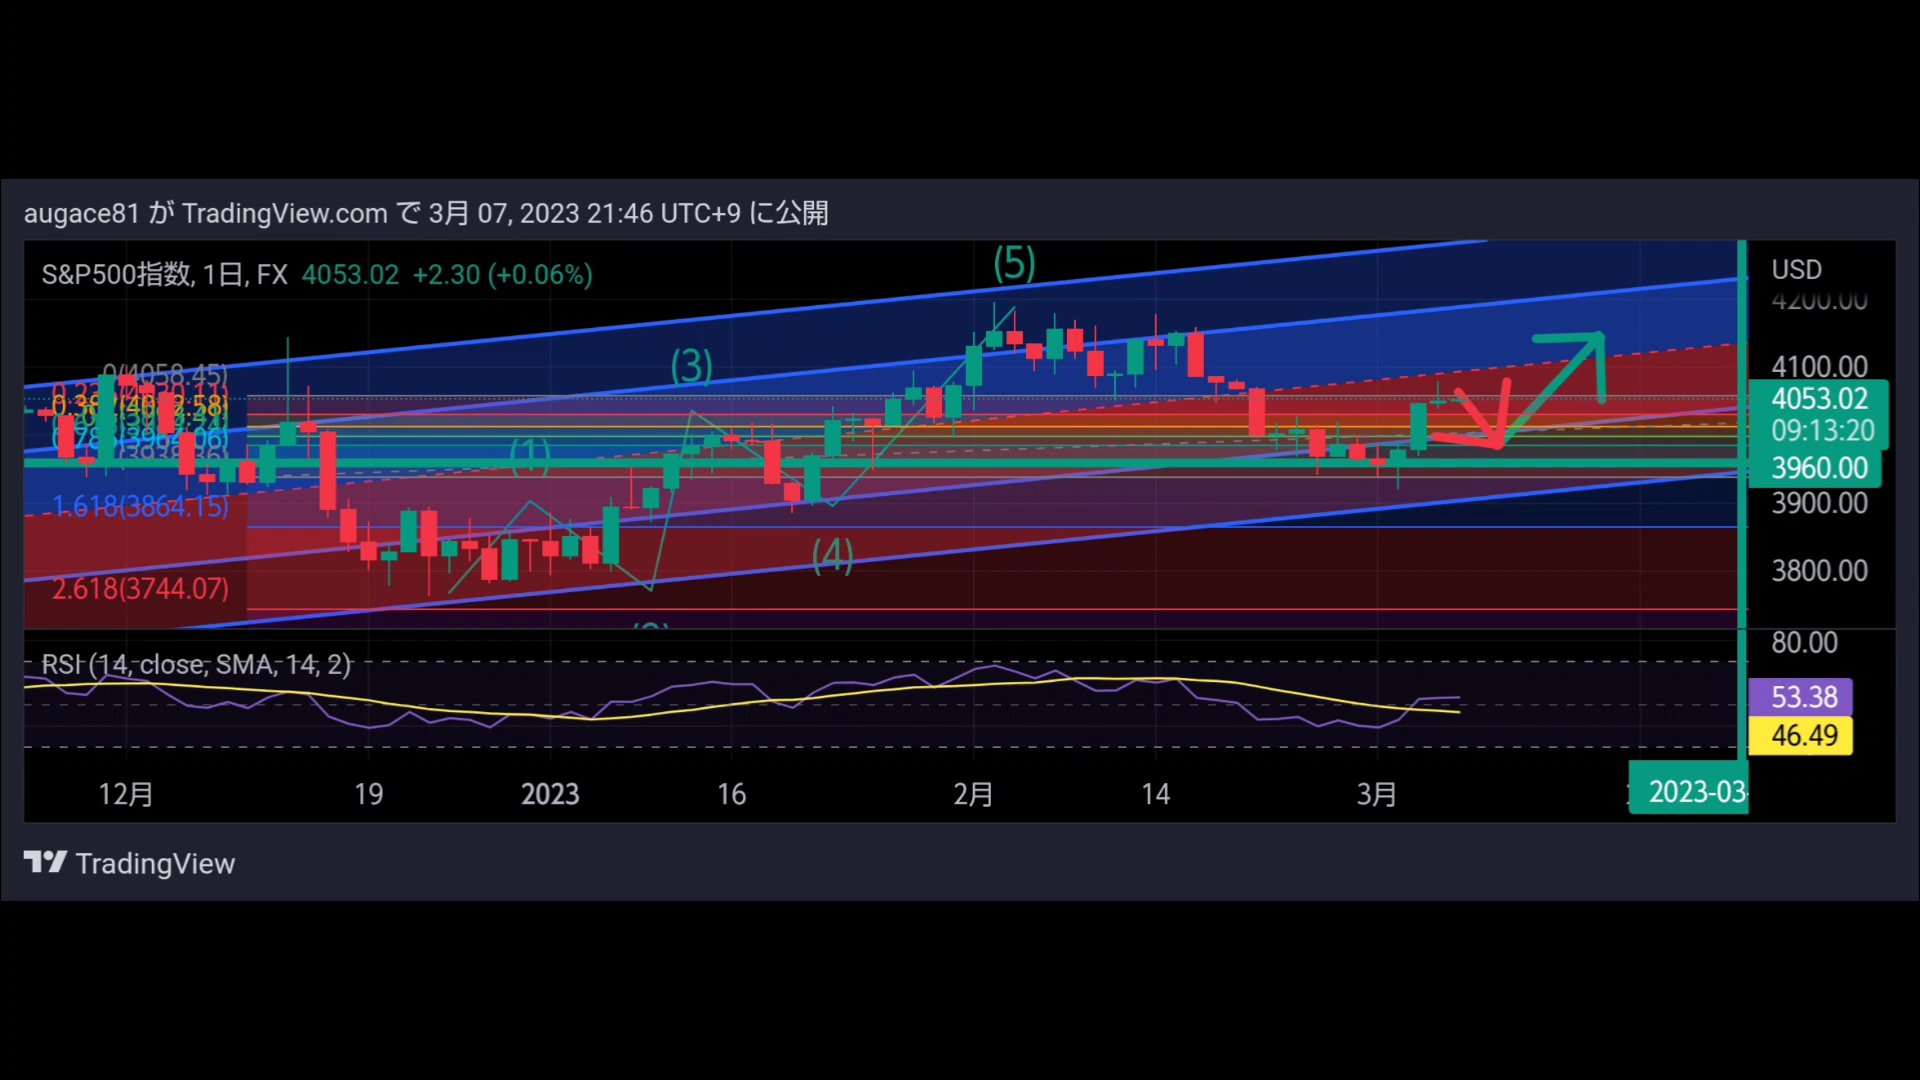 augace81 が TradingView.com で 3月 07, 2023 21:46 UTC+9 に公開
S&P500指数, 1日, FX 4053.02 +2.30 (+0.06%)
USD
4200.00
4100.00
4053.02
09:13:20
3960.00
3900.00
3800.00
(5)
(3)
(1)
(4)
0(4058.45)
1.618(3864.15)
2.618(3744.07)
RSI (14, close, SMA, 14, 2)
80.00
53.38
46.49
12月 19 2023 16 2月 14 3月 2023-03-
TradingView